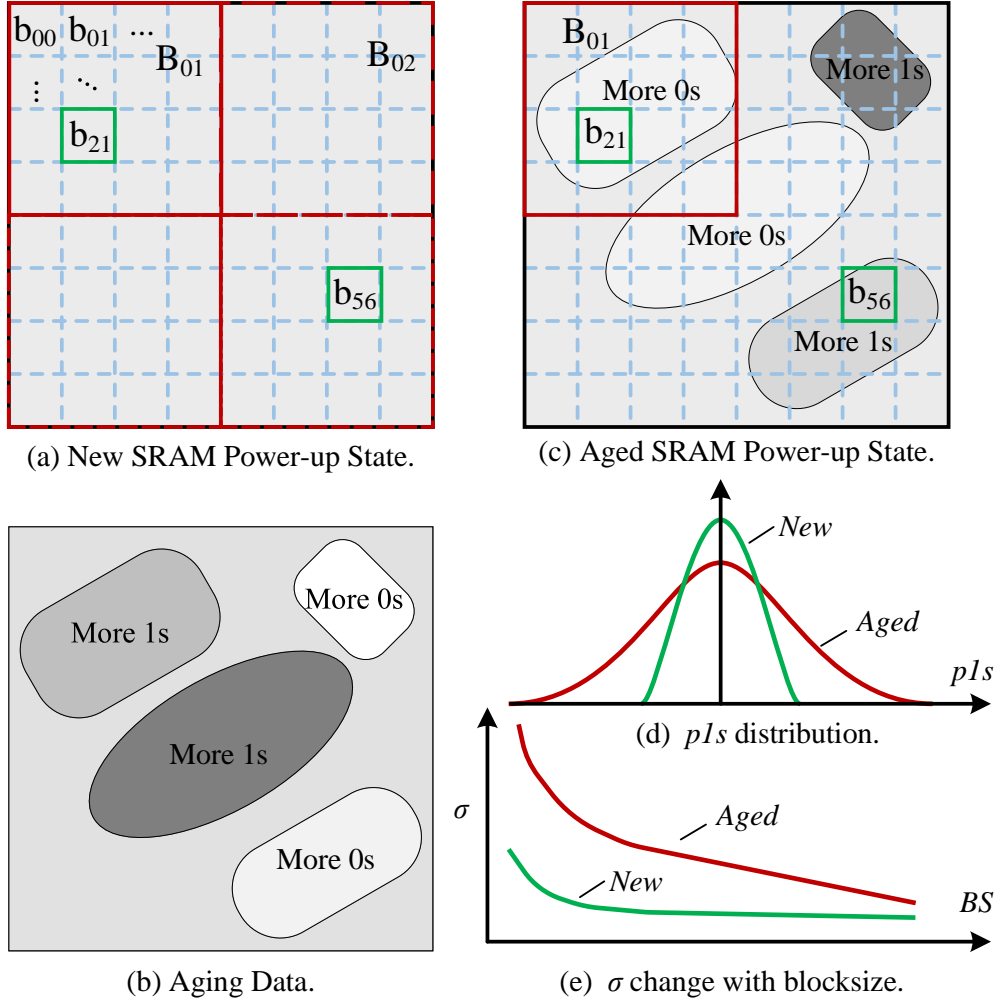 b00 b01 ...
B01
B02
⋮ ⋱
b21
b56
(a) New SRAM Power-up State.
B01
More 0s
More 1s
b21
More 0s
b56
More 1s
(c) Aged SRAM Power-up State.
More 1s
More 0s
More 1s
More 0s
(b) Aging Data.
New
Aged
p1s
(d) p1s distribution.
σ
Aged
New
BS
(e) σ change with blocksize.